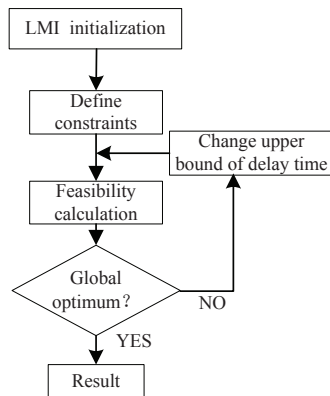 LMI initialization
Define
constraints
Change upper
bound of delay time
Feasibility
calculation
Global
optimum?
NO
YES
Result